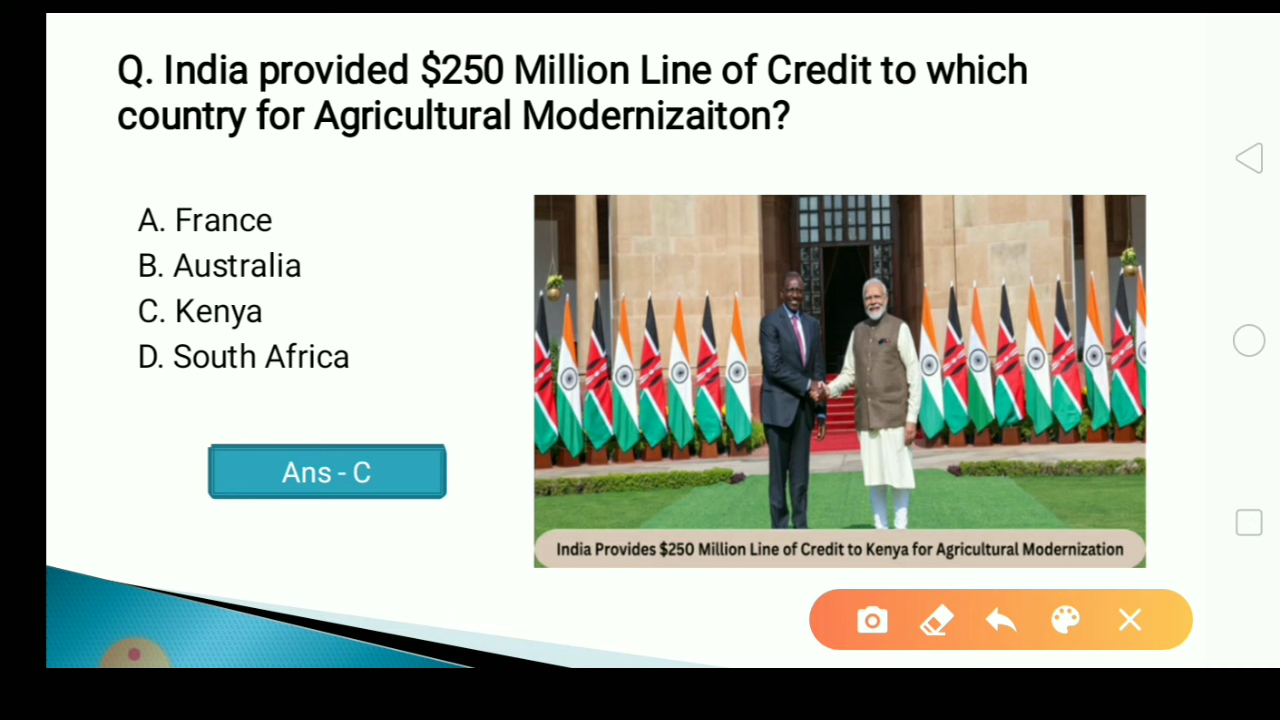 Q. India provided $250 Million Line of Credit to which
country for Agricultural Modernizaiton?
A. France
B. Australia
C. Kenya
D. South Africa
Ans - C
India Provides $250 Million Line of Credit to Kenya for Agricultural Modernization